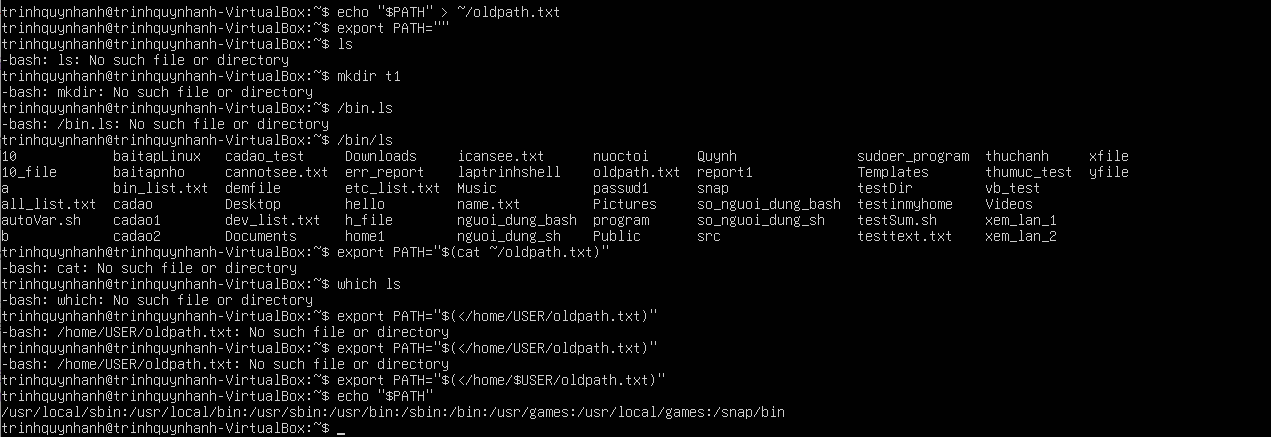 trinhquynhanh@trinhquynhanh-VirtualBox:~$ echo "$PATH" > ~/oldpath.txt
trinhquynhanh@trinhquynhanh-VirtualBox:~$ export PATH=""
trinhquynhanh@trinhquynhanh-VirtualBox:~$ ls
-bash: ls: No such file or directory
trinhquynhanh@trinhquynhanh-VirtualBox:~$ mkdir t1
-bash: mkdir: No such file or directory
trinhquynhanh@trinhquynhanh-VirtualBox:~$ /bin.ls
-bash: /bin.ls: No such file or directory
trinhquynhanh@trinhquynhanh-VirtualBox:~$ /bin/ls
10 baitapLinux cadao_test Downloads icansee.txt nuoctoi Quynh sudoer_program thuchanh xfile
10_file baitapnho cannotsee.txt err_report laptrinhshell oldpath.txt report1 Templates thumuc_test yfile
a bin_list.txt demfile etc_list.txt Music passwd1 snap testDir vb_test
all_list.txt cadao Desktop hello name.txt Pictures so_nguoi_dung_bash testinmyhome Videos
autoVar.sh cadao1 dev_list.txt h_file nguoi_dung_bash program so_nguoi_dung_sh testSum.sh xem_lan_1
b cadao2 Documents home1 nguoi_dung_sh Public src testtext.txt xem_lan_2
trinhquynhanh@trinhquynhanh-VirtualBox:~$ export PATH="$(cat ~/oldpath.txt)"
-bash: cat: No such file or directory
trinhquynhanh@trinhquynhanh-VirtualBox:~$ which ls
-bash: which: No such file or directory
trinhquynhanh@trinhquynhanh-VirtualBox:~$ export PATH="$(</home/USER/oldpath.txt)"
-bash: /home/USER/oldpath.txt: No such file or directory
trinhquynhanh@trinhquynhanh-VirtualBox:~$ export PATH="$(</home/USER/oldpath.txt)"
-bash: /home/USER/oldpath.txt: No such file or directory
trinhquynhanh@trinhquynhanh-VirtualBox:~$ export PATH="$(</home/$USER/oldpath.txt)"
trinhquynhanh@trinhquynhanh-VirtualBox:~$ echo "$PATH"
/usr/local/sbin:/usr/local/bin:/usr/sbin:/usr/bin:/sbin:/bin:/usr/games:/usr/local/games:/snap/bin
trinhquynhanh@trinhquynhanh-VirtualBox:~$ _